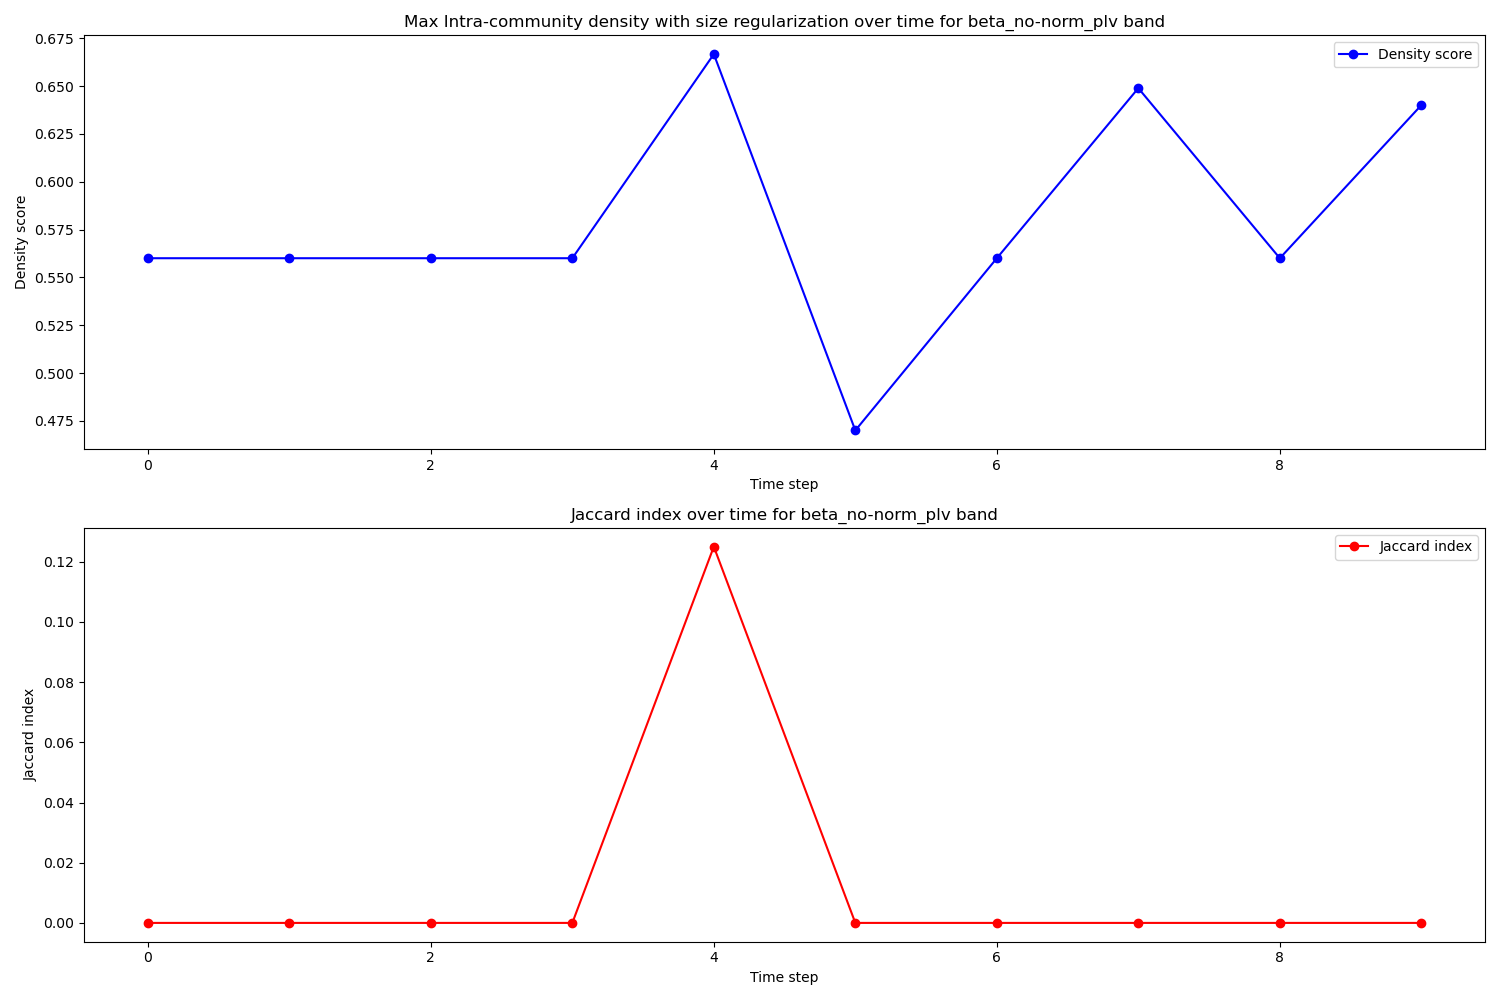 Max Intra-community density with size regularization over time for beta_no-norm_plv band
Density score
0.675
0.650
0.625
0.600
0.575
0.550
0.525
0.500
0.475
Density score
0 2 4 6 8
Time step
Jaccard index over time for beta_no-norm_plv band
Jaccard index
0.12
0.10
0.08
0.06
0.04
0.02
0.00
Jaccard index
0 2 4 6 8
Time step